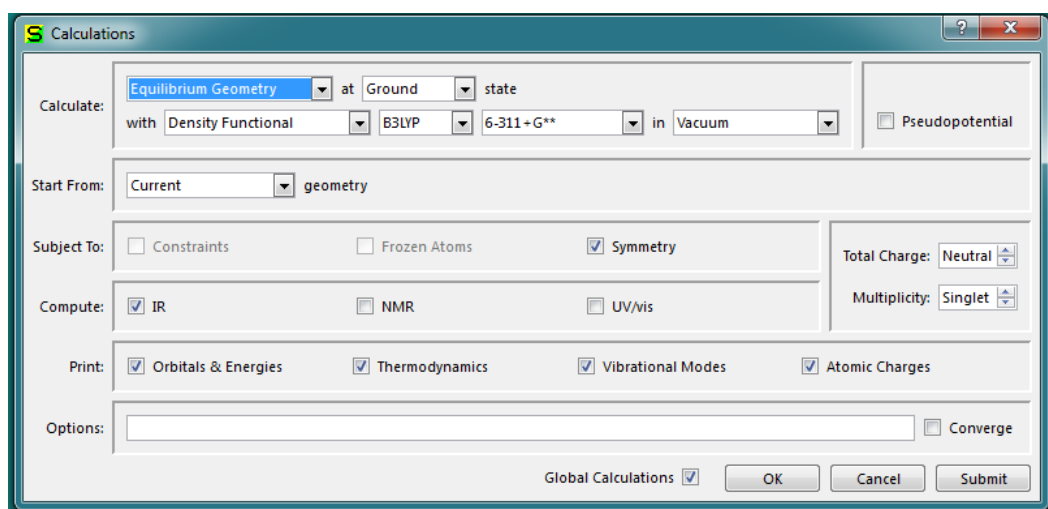 S Calculations
?
X
Calculate:
Equilibrium Geometry at Ground state
with Density Functional B3LYP 6-311+G** in Vacuum
Pseudopotential
Start From: Current geometry
Subject To: Constraints Frozen Atoms Symmetry
Total Charge: Neutral
Compute: IR NMR UV/vis
Multiplicity: Singlet
Print: Orbitals & Energies Thermodynamics Vibrational Modes Atomic Charges
Options: Converge
Global Calculations OK Cancel Submit